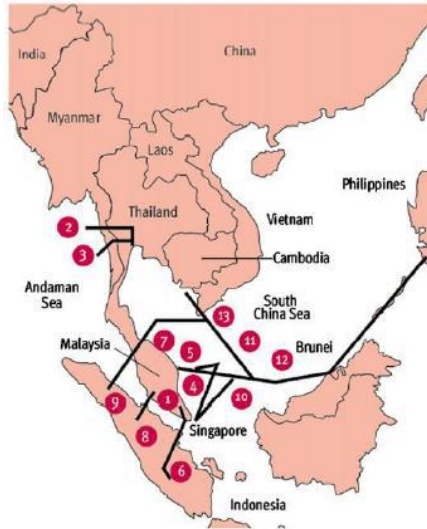 China
India
Myanmar
Laos
Philippines
Thailand
Vietnam
2
3
Cambodia
Andaman
Sea
South
China Sea
13
11
Brunei
7
5
12
Malaysia
4
9
1
10
Singapore
8
6
Indonesia